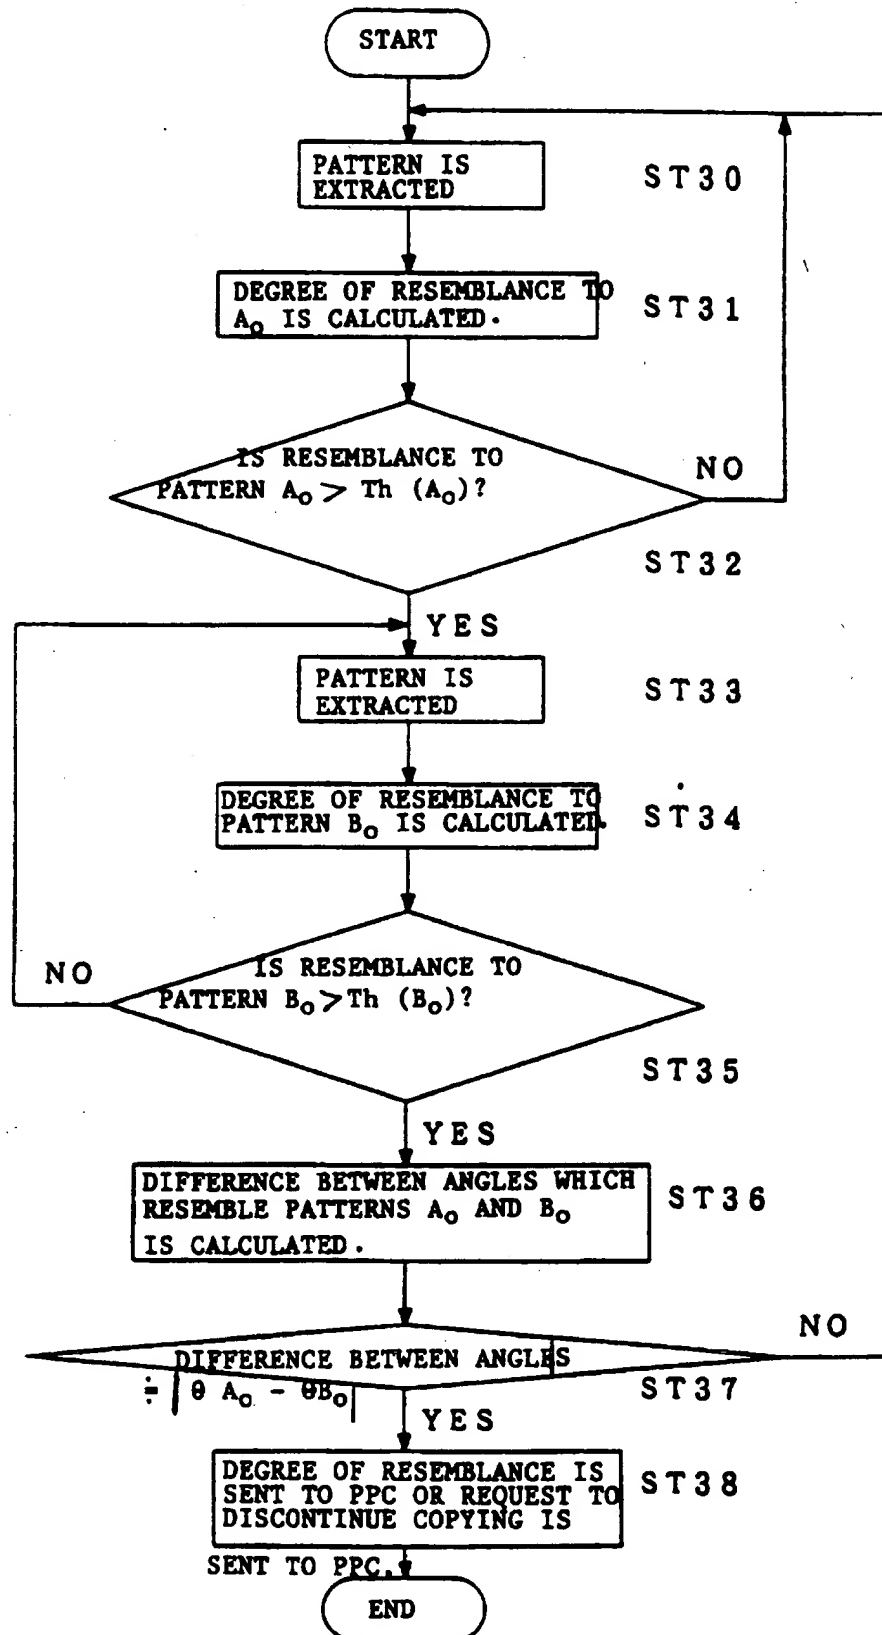 START
PATTERN IS
EXTRACTED
ST30
DEGREE OF RESEMBLANCE TO
A₀ IS CALCULATED.
ST31
IS RESEMBLANCE TO
PATTERN A₀ > Th (A₀)?
NO
ST32
YES
PATTERN IS
EXTRACTED
ST33
DEGREE OF RESEMBLANCE TO
PATTERN B₀ IS CALCULATED.
ST34
IS RESEMBLANCE TO
PATTERN B₀ > Th (B₀)?
NO
ST35
YES
DIFFERENCE BETWEEN ANGLES WHICH
RESEMBLE PATTERNS A₀ AND B₀
IS CALCULATED.
ST36
NO
DIFFERENCE BETWEEN ANGLES
≑ | θ A₀ - θB₀ |
ST37
YES
DEGREE OF RESEMBLANCE IS
SENT TO PPC OR REQUEST TO
DISCONTINUE COPYING IS
SENT TO PPC.
ST38
END